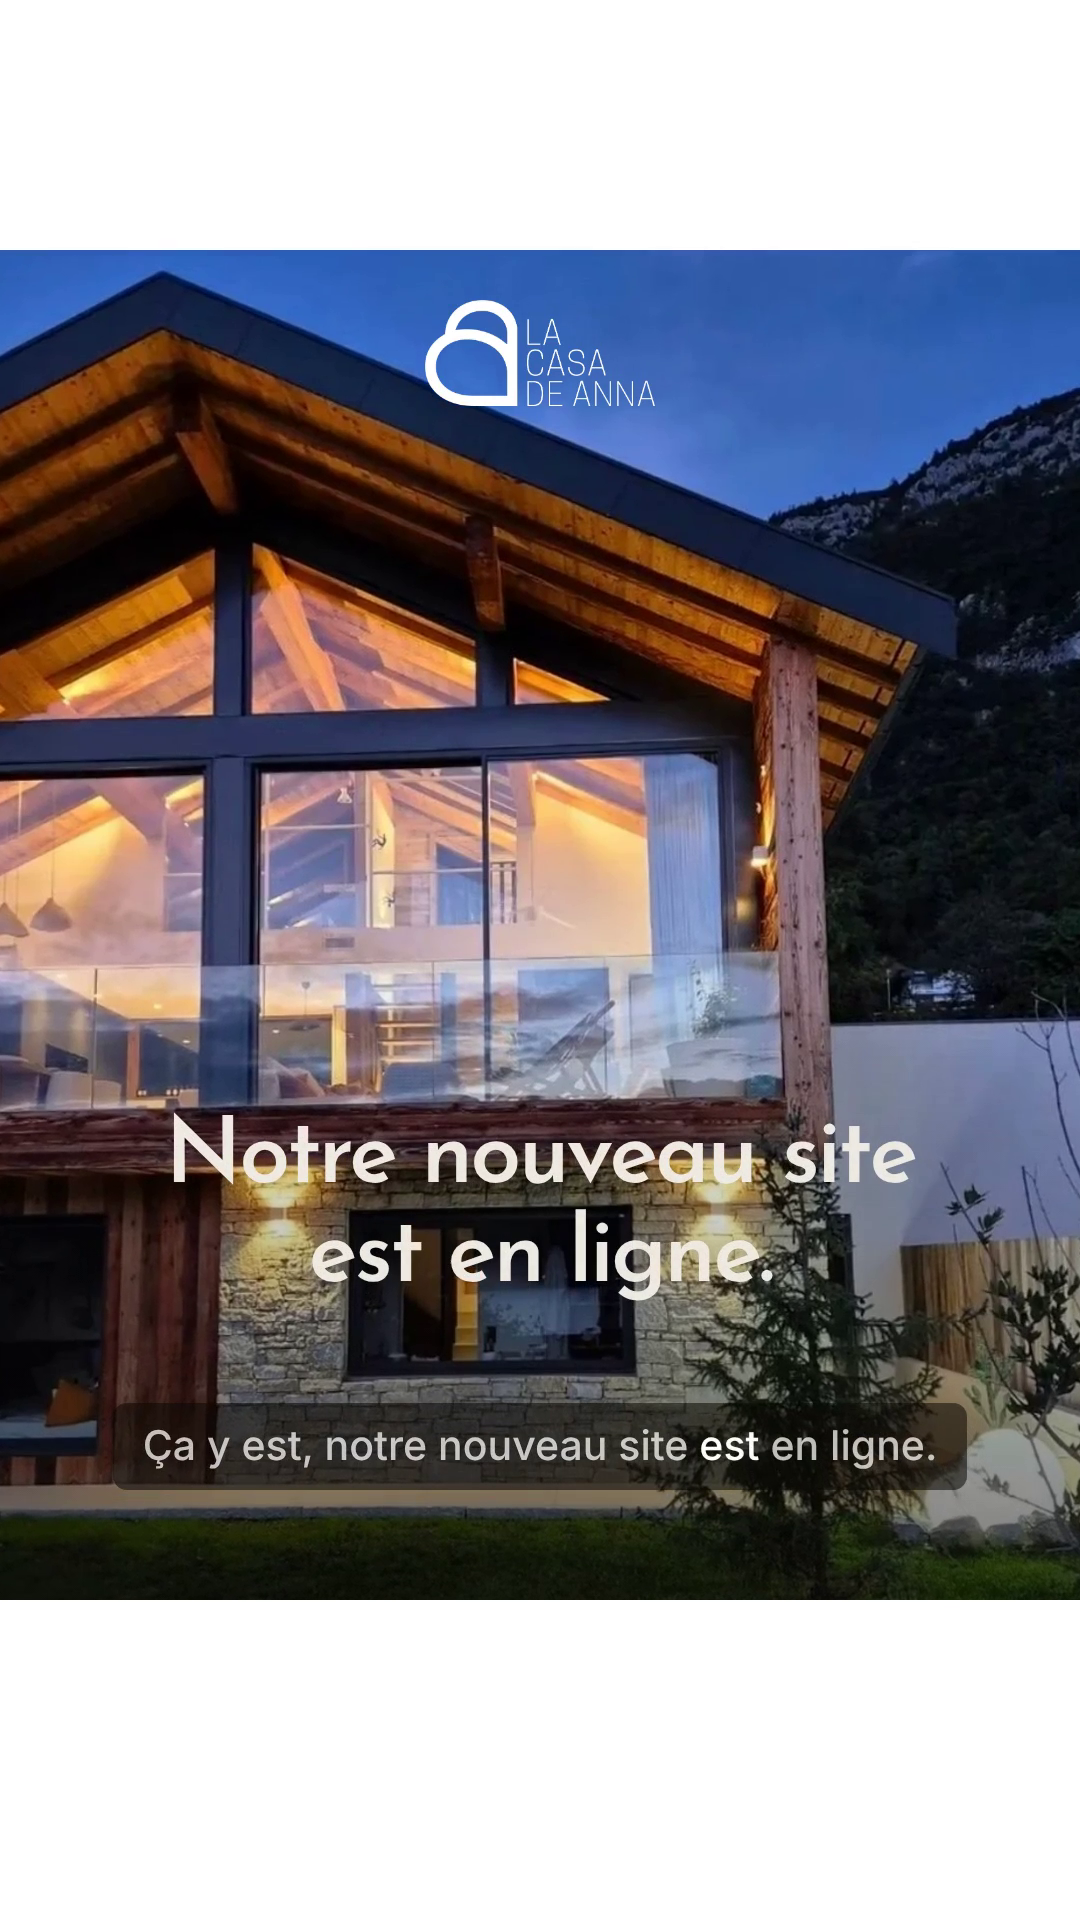 LA
CASA
DE ANNA
Notre nouveau site
est en ligne.
Ça y est, notre nouveau site est en ligne.